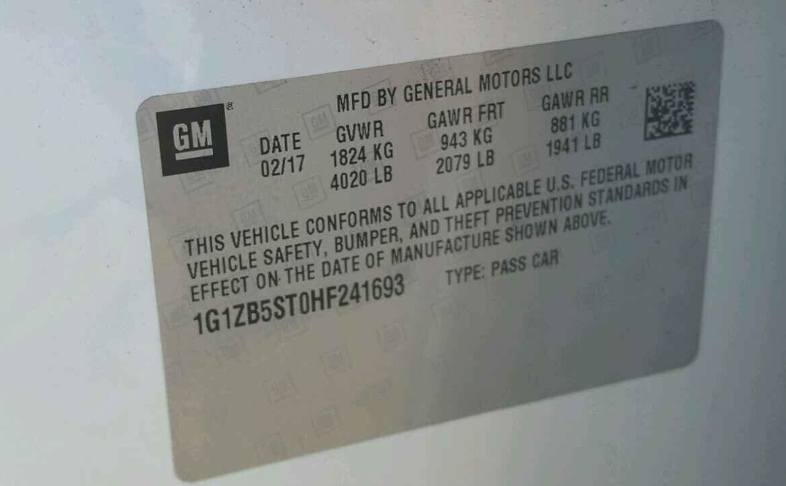 MFD BY GENERAL MOTORS LLC
GM®
DATE GVWR GAWR FRT GAWR RR
02/17 1824 KG 943 KG 881 KG
4020 LB 2079 LB 1941 LB
THIS VEHICLE CONFORMS TO ALL APPLICABLE U.S. FEDERAL MOTOR
VEHICLE SAFETY, BUMPER, AND THEFT PREVENTION STANDARDS IN
EFFECT ON THE DATE OF MANUFACTURE SHOWN ABOVE.
1G1ZB5ST0HF241693 TYPE: PASS CAR